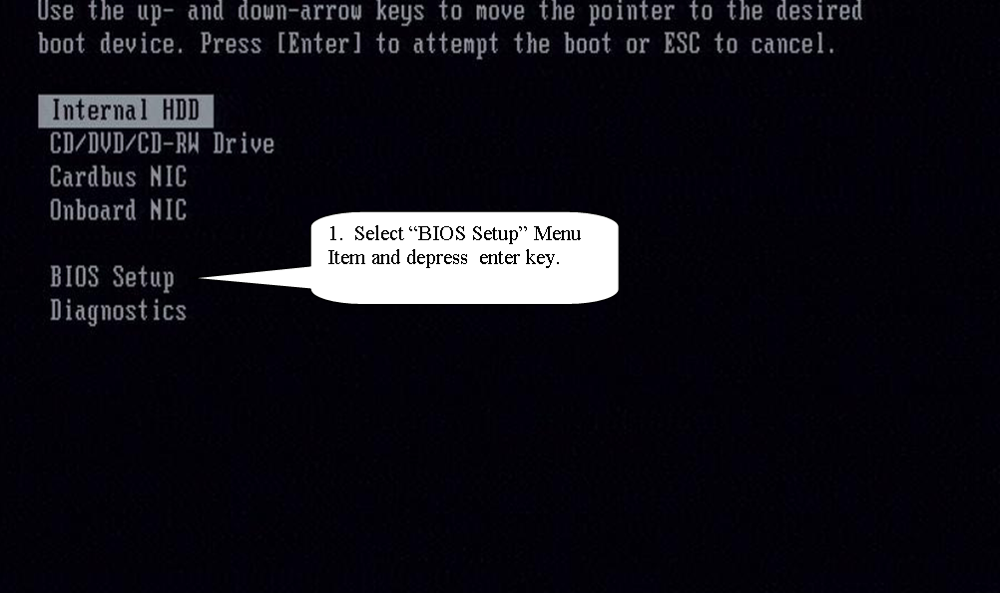 Use the up- and down-arrow keys to move the pointer to the desired
boot device. Press [Enter] to attempt the boot or ESC to cancel.
Internal HDD
CD/DVD/CD-RW Drive
Cardbus NIC
Onboard NIC
1. Select “BIOS Setup” Menu
Item and depress enter key.
BIOS Setup
Diagnostics